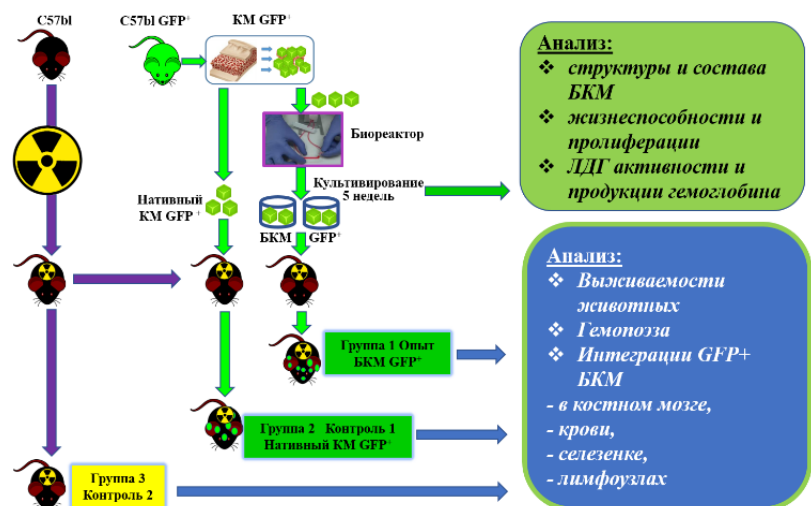 C57bl
C57bl GFP⁺
КМ GFP⁺
Биореактор
Культивирование
5 недель
Нативный
КМ GFP ⁺
БКМ
GFP⁺
Группа 1 Опыт
БКМ GFP⁺
Группа 2 Контроль 1
Нативный КМ GFP⁺
Группа 3
Контроль 2
Анализ:
❖ структуры и состава
БКМ
❖ жизнеспособности и
пролиферации
❖ ЛДГ активности и
продукции гемоглобина
Анализ:
❖ Выживаемости
животных
❖ Гемопоэза
❖ Интеграции GFP+
БКМ
- в костном мозге,
- крови,
- селезенке,
- лимфоузлах